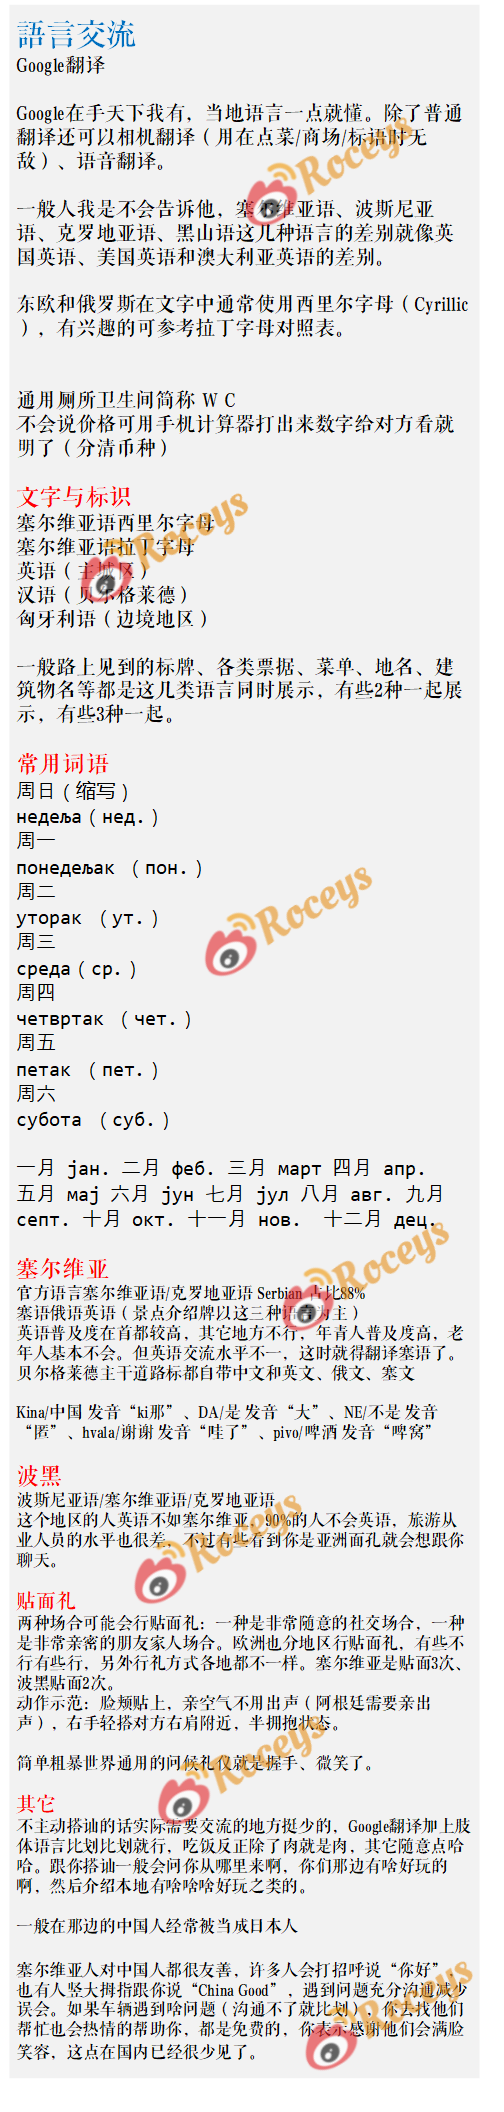 語言交流
Google翻译
Google在手天下我有，当地语言一点就懂。除了普通
翻译还可以相机翻译（用在点菜/商场/标语时无
敌）、语音翻译。
一般人我是不会告诉他，塞尔维亚语、波斯尼亚
语、克罗地亚语、黑山语这几种语言的差别就像英
国英语、美国英语和澳大利亚英语的差别。
东欧和俄罗斯在文字中通常使用西里尔字母（Cyrillic
），有兴趣的可参考拉丁字母对照表。
通用厕所卫生间简称 W C
不会说价格可用手机计算器打出来数字给对方看就
明了（分清币种）
文字与标识
塞尔维亚语西里尔字母
塞尔维亚语拉丁字母
英语（主城区）
汉语（贝尔格莱德）
匈牙利语（边境地区）
一般路上见到的标牌、各类票据、菜单、地名、建
筑物名等都是这几类语言同时展示，有些2种一起展
示，有些3种一起。
常用词语
周日（缩写）
недеља（нед.）
周一
понедељак （пон.）
周二
уторак （ут.）
周三
среда（ср.）
周四
четвртак （чет.）
周五
петак （пет.）
周六
субота （суб.）
一月 јан. 二月 феб. 三月 март 四月 апр.
五月 мај 六月 јун 七月 јул 八月 авг. 九月
септ. 十月 окт. 十一月 нов. 十二月 дец.
塞尔维亚
官方语言塞尔维亚语/克罗地亚语 Serbian 占比88%
塞语俄语英语（景点介绍牌以这三种语言为主）
英语普及度在首都较高，其它地方不行，年青人普及度高，老
年人基本不会。但英语交流水平不一，这时就得翻译塞语了。
贝尔格莱德主干道路标都自带中文和英文、俄文、塞文
Kina/中国 发音“ki那”、DA/是 发音“大”、NE/不是 发音
“匿”、hvala/谢谢 发音“哇了”、pivo/啤酒 发音“啤窝”
波黑
波斯尼亚语/塞尔维亚语/克罗地亚语
这个地区的人英语不如塞尔维亚，90%的人不会英语，旅游从
业人员的水平也很差，不过有些看到你是亚洲面孔就会想跟你
聊天。
贴面礼
两种场合可能会行贴面礼：一种是非常随意的社交场合，一种
是非常亲密的朋友家人场合。欧洲也分地区行贴面礼，有些不
行有些行，另外行礼方式各地都不一样。塞尔维亚是贴面3次、
波黑贴面2次。
动作示范：脸颊贴上，亲空气不用出声（阿根廷需要亲出
声），右手轻搭对方右肩附近，半拥抱状态。
简单粗暴世界通用的问候礼仪就是握手、微笑了。
其它
不主动搭讪的话实际需要交流的地方挺少的，Google翻译加上肢
体语言比划比划就行，吃饭反正除了肉就是肉，其它随意点哈
哈。跟你搭讪一般会问你从哪里来啊，你们那边有啥好玩的
啊，然后介绍本地有啥啥啥好玩之类的。
一般在那边的中国人经常被当成日本人
塞尔维亚人对中国人都很友善，许多人会打招呼说“你好”，
也有人竖大拇指跟你说“China Good”，遇到问题充分沟通减少
误会。如果车辆遇到啥问题（沟通不了就比划），你去找他们
帮忙也会热情的帮助你，都是免费的，你表示感谢他们会满脸
笑容，这点在国内已经很少见了。
Roceys
Roceys
Roceys
Roceys
Roceys
Roceys
Roceys